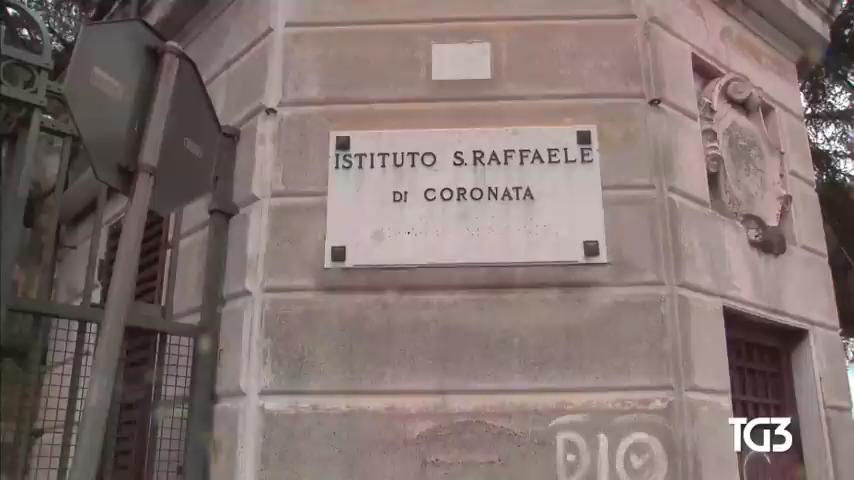 ISTITUTO S.RAFFAELE
DI CORONATA
DIO
TG3